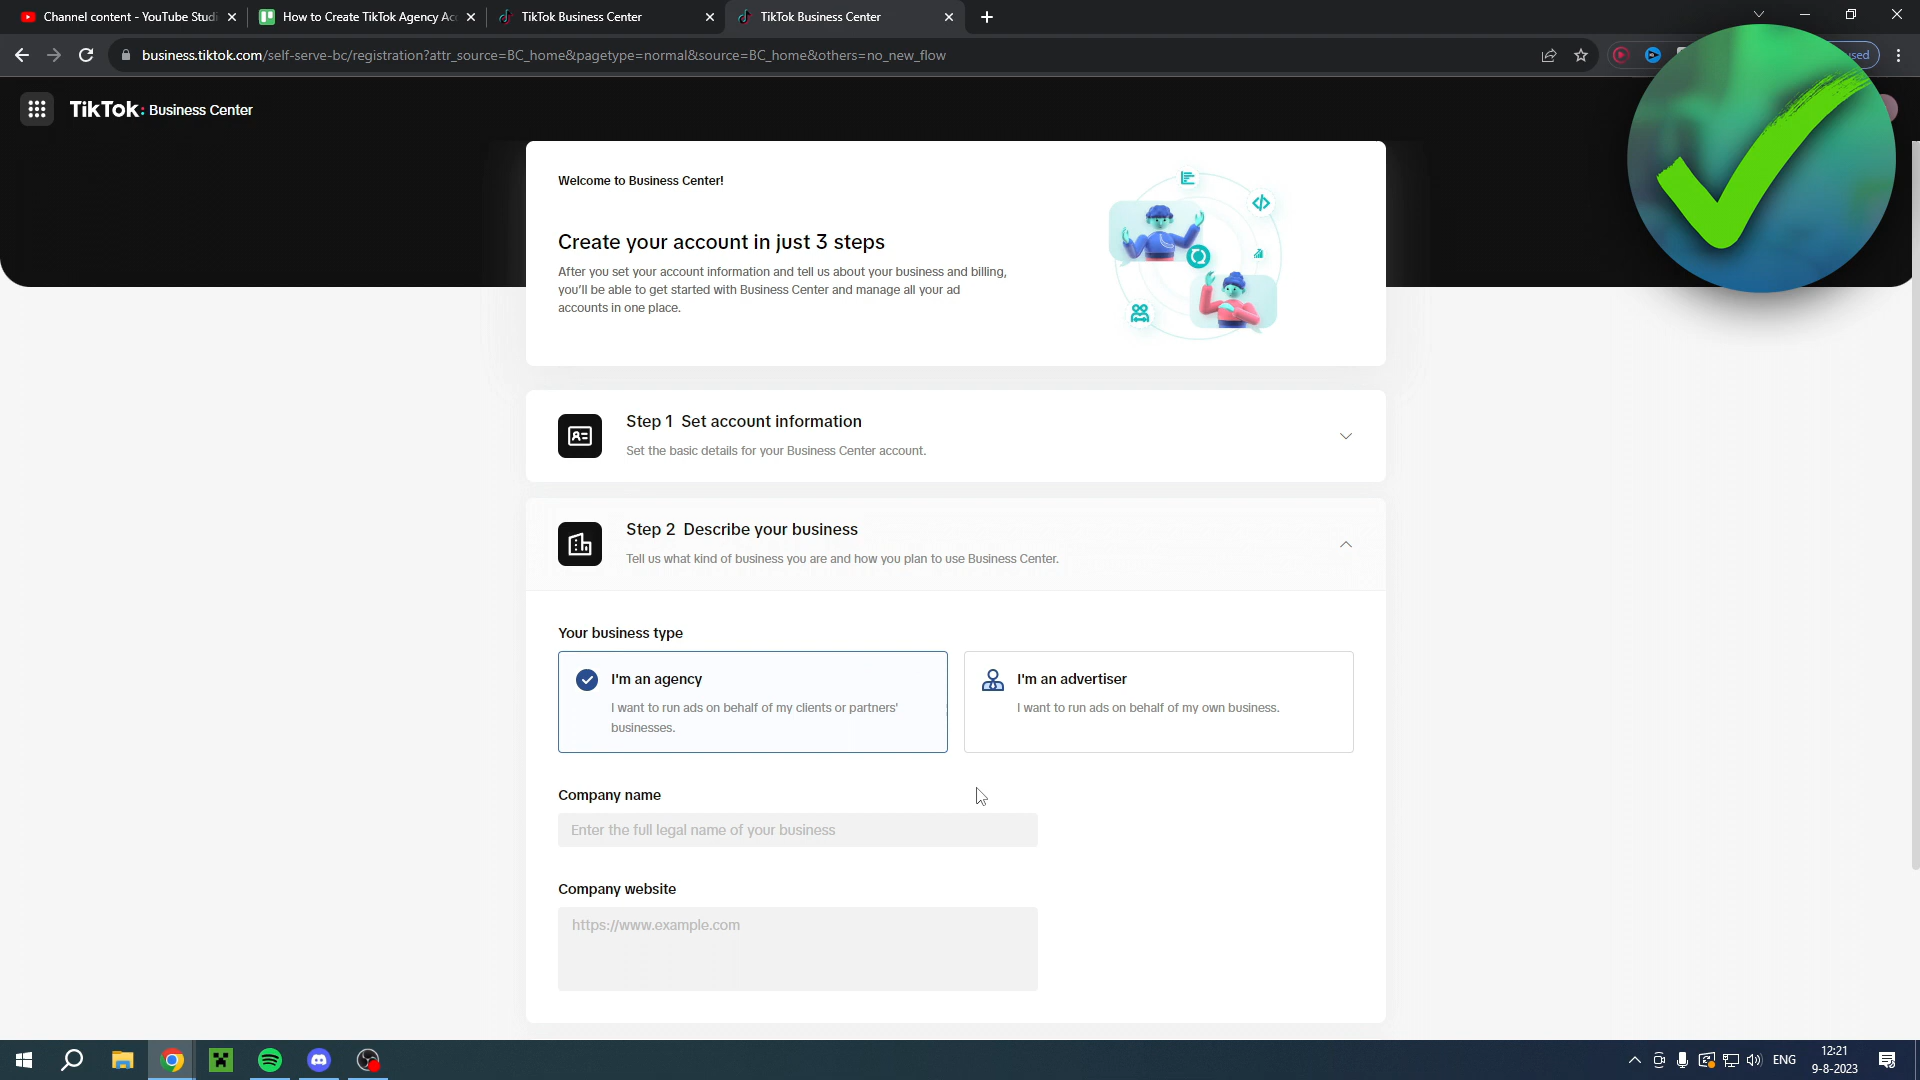 Channel content - YouTube Studi
How to Create TikTok Agency Acc
TikTok Business Center
TikTok Business Center
business.tiktok.com/self-serve-bc/registration?attr_source=BC_home&pagetype=normal&source=BC_home&others=no_new_flow
TikTok: Business Center
Welcome to Business Center!
Create your account in just 3 steps
After you set your account information and tell us about your business and billing,
you'll be able to get started with Business Center and manage all your ad
accounts in one place.
Step 1 Set account information
Set the basic details for your Business Center account.
Step 2 Describe your business
Tell us what kind of business you are and how you plan to use Business Center.
Your business type
I'm an agency
I want to run ads on behalf of my clients or partners'
businesses.
I'm an advertiser
I want to run ads on behalf of my own business.
Company name
Enter the full legal name of your business
Company website
https://www.example.com
ENG
12:21
9-8-2023